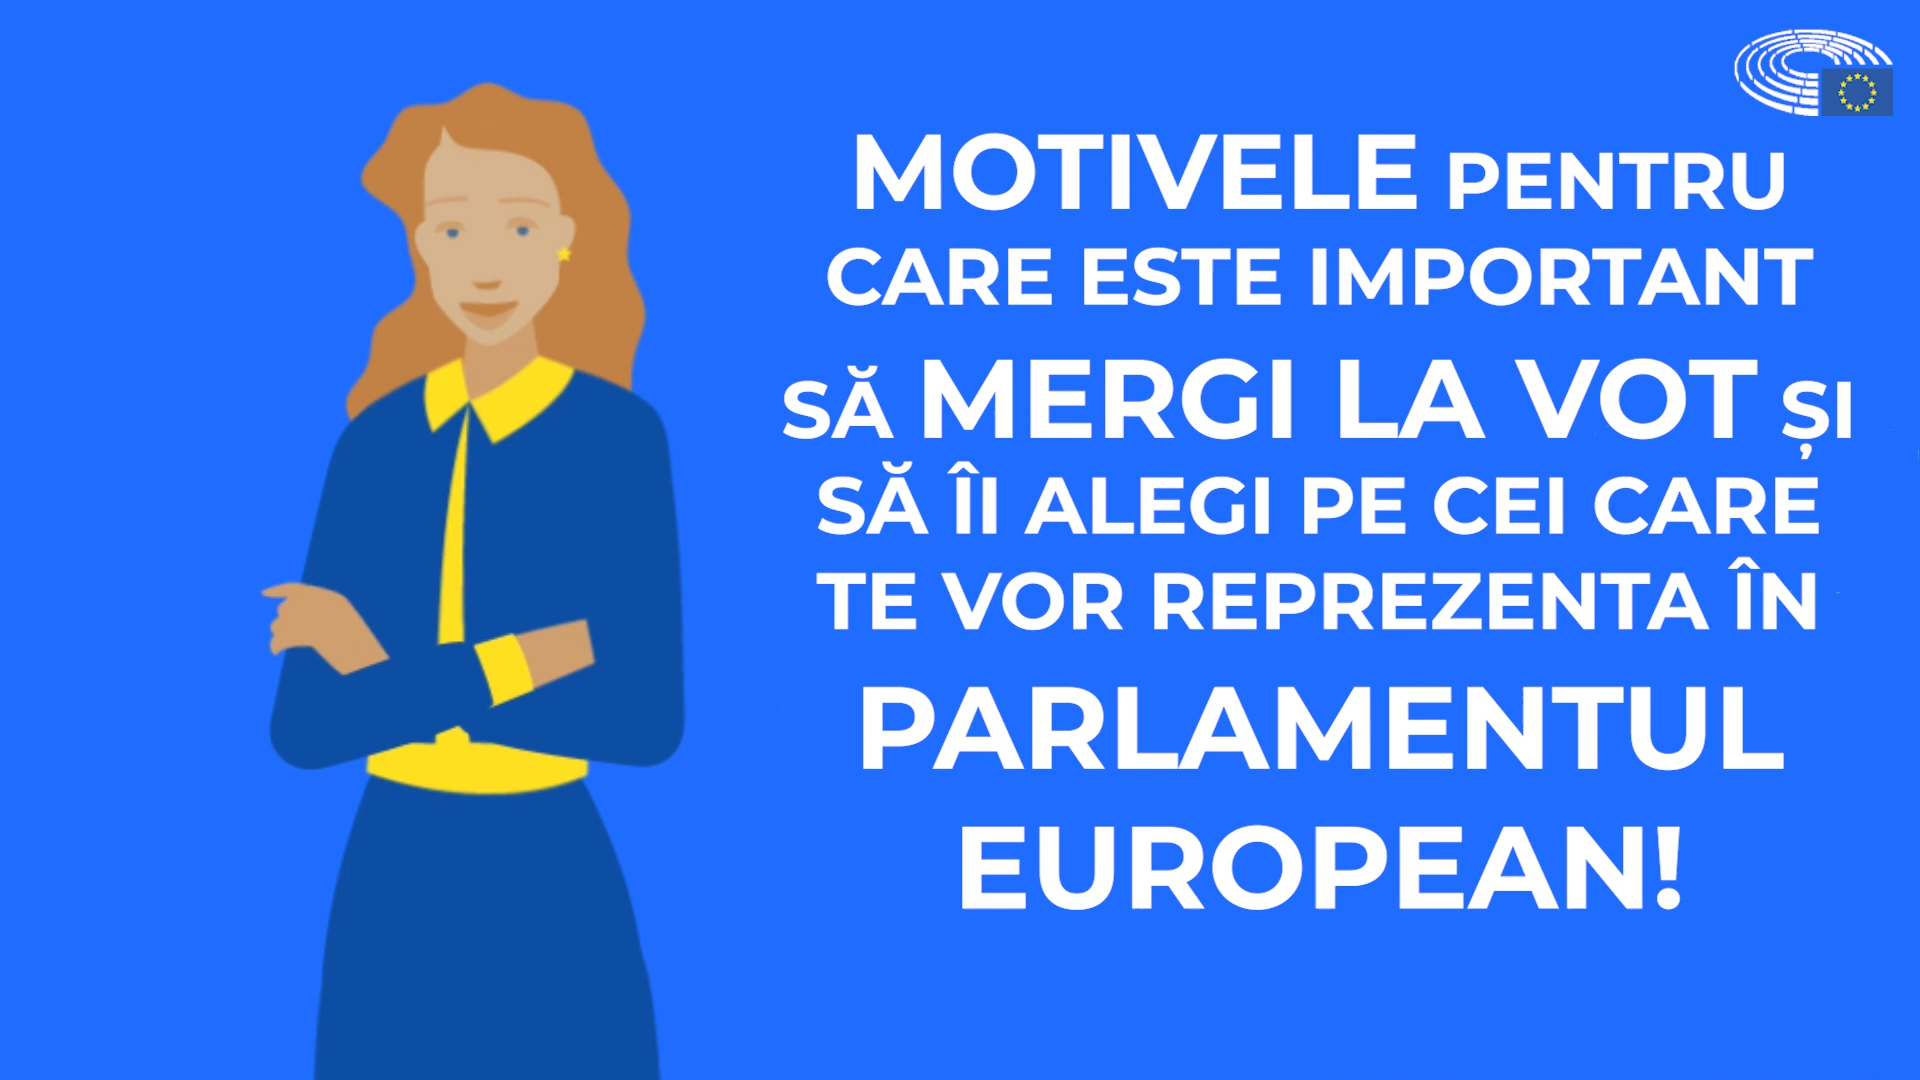 MOTIVELE PENTRU
CARE ESTE IMPORTANT
SĂ MERGI LA VOT ȘI
SĂ ÎI ALEGI PE CEI CARE
TE VOR REPREZENTA ÎN
PARLAMENTUL
EUROPEAN!